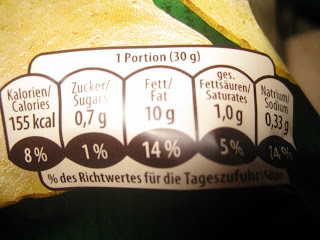 1 Portion (30 g)
Kalorien/
Calories
155 kcal
8 %
Zucker/
Sugars
0,7 g
1 %
Fett/
Fat
10 g
14 %
ges.
Fettsäuren/
Saturates
1,0 g
5 %
Natrium/
Sodium
0,33 g
14 %
% des Richtwertes für die Tageszufuhr/